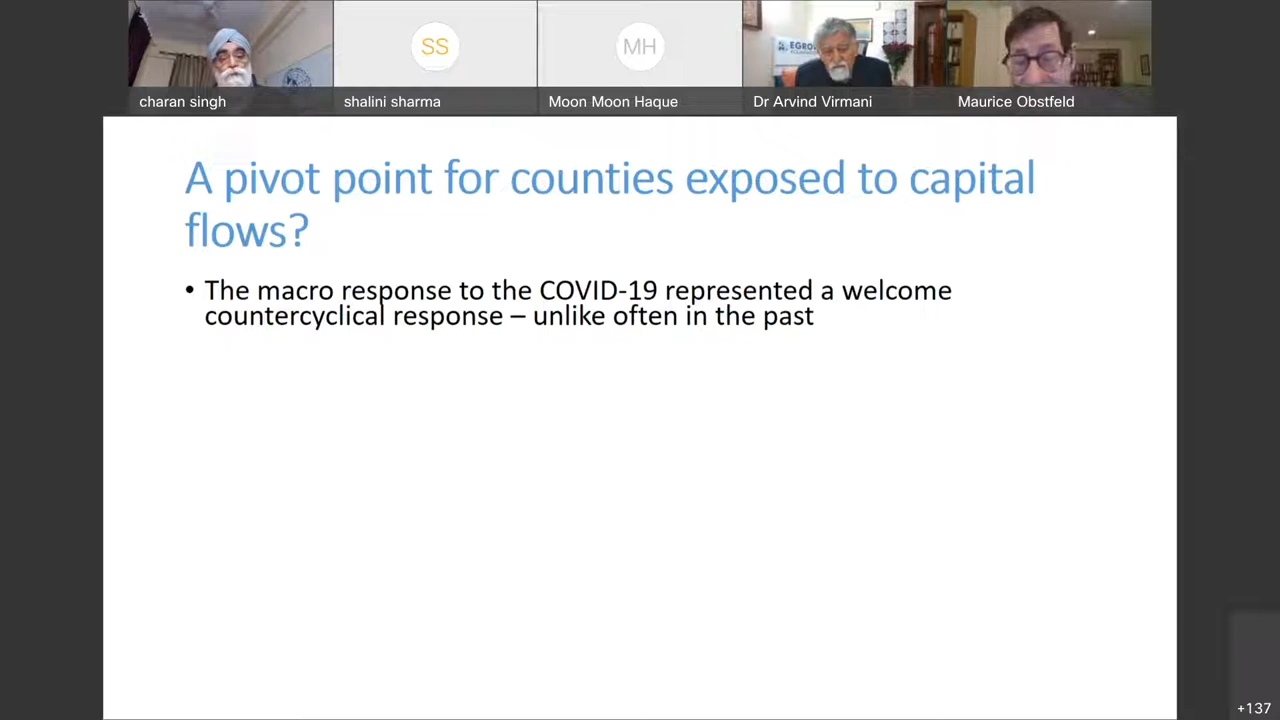 SS
MH
EGROW
charan singh
shalini sharma
Moon Moon Haque
Dr Arvind Virmani
Maurice Obstfeld
A pivot point for counties exposed to capital
flows?
• The macro response to the COVID-19 represented a welcome
countercyclical response – unlike often in the past
+137